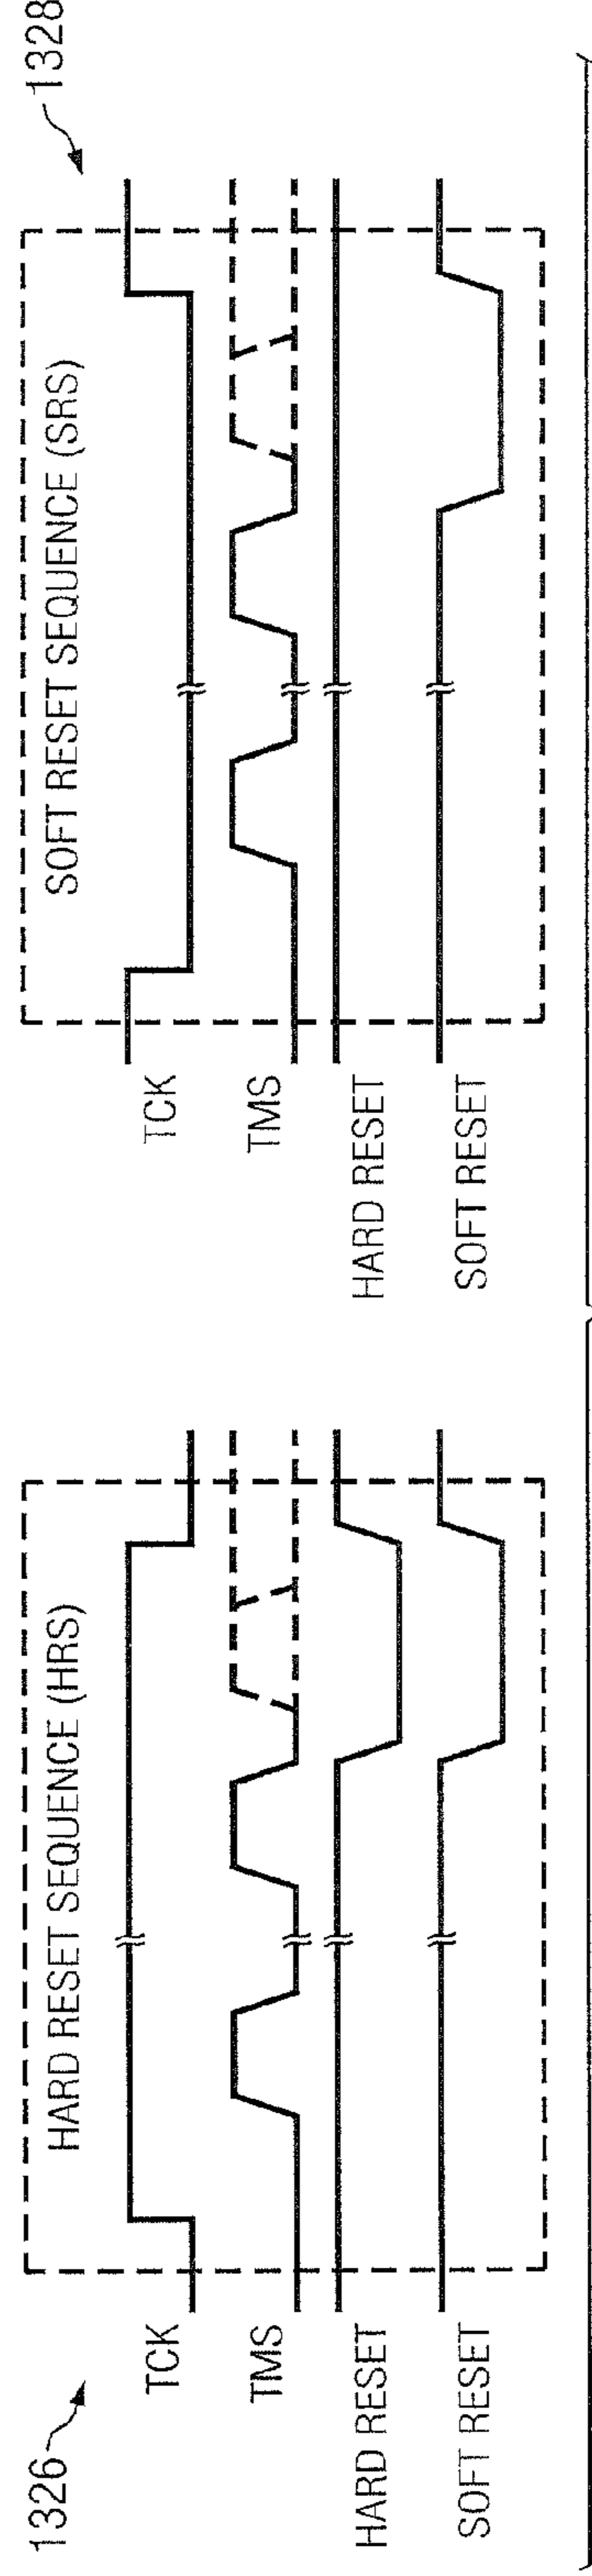 1326
HARD RESET SEQUENCE (HRS)
TCK
TMS
HARD RESET
SOFT RESET
1328
SOFT RESET SEQUENCE (SRS)
TCK
TMS
HARD RESET
SOFT RESET